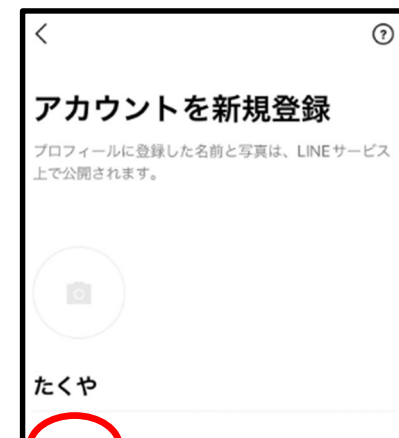 アカウントを新規登録
プロフィールに登録した名前と写真は、LINEサービス
上で公開されます。
たくや